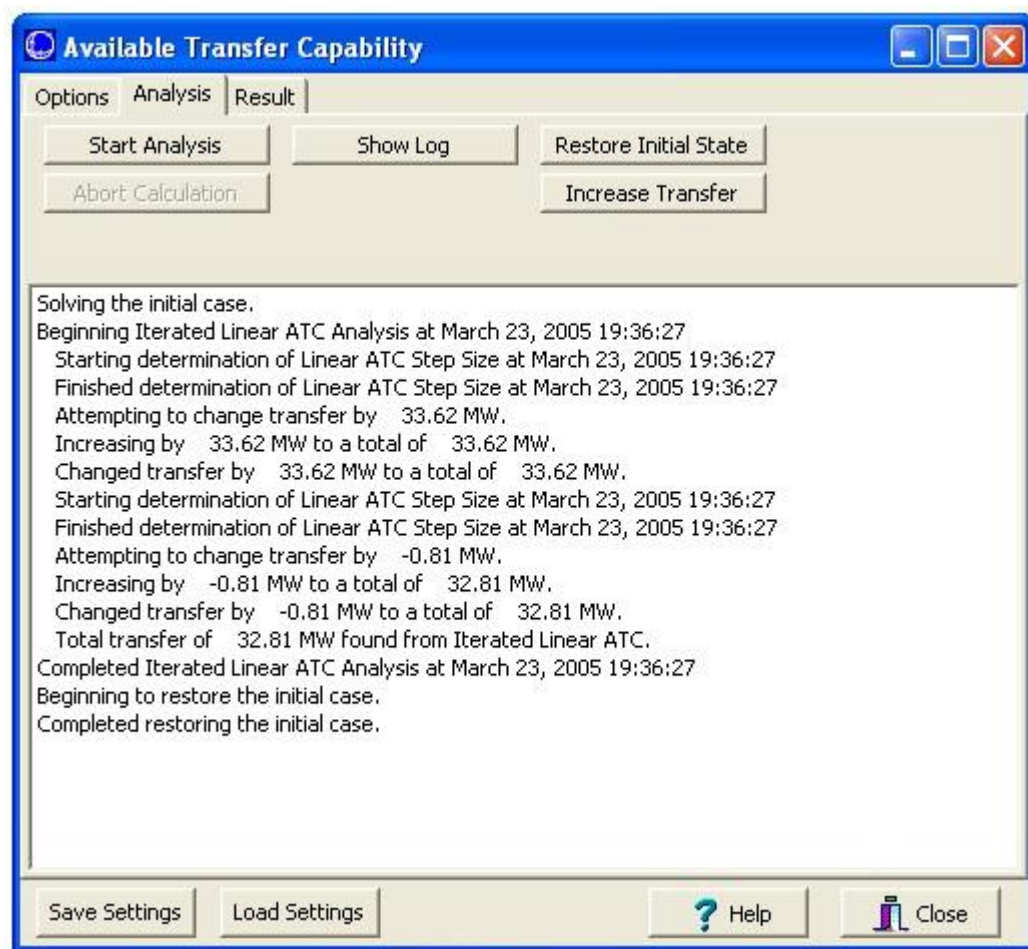 Available Transfer Capability
Options Analysis Result
Start Analysis Show Log Restore Initial State
Abort Calculation Increase Transfer
Solving the initial case.
Beginning Iterated Linear ATC Analysis at March 23, 2005 19:36:27
Starting determination of Linear ATC Step Size at March 23, 2005 19:36:27
Finished determination of Linear ATC Step Size at March 23, 2005 19:36:27
Attempting to change transfer by 33.62 MW.
Increasing by 33.62 MW to a total of 33.62 MW.
Changed transfer by 33.62 MW to a total of 33.62 MW.
Starting determination of Linear ATC Step Size at March 23, 2005 19:36:27
Finished determination of Linear ATC Step Size at March 23, 2005 19:36:27
Attempting to change transfer by -0.81 MW.
Increasing by -0.81 MW to a total of 32.81 MW.
Changed transfer by -0.81 MW to a total of 32.81 MW.
Total transfer of 32.81 MW found from Iterated Linear ATC.
Completed Iterated Linear ATC Analysis at March 23, 2005 19:36:27
Beginning to restore the initial case.
Completed restoring the initial case.
Save Settings Load Settings ? Help Close